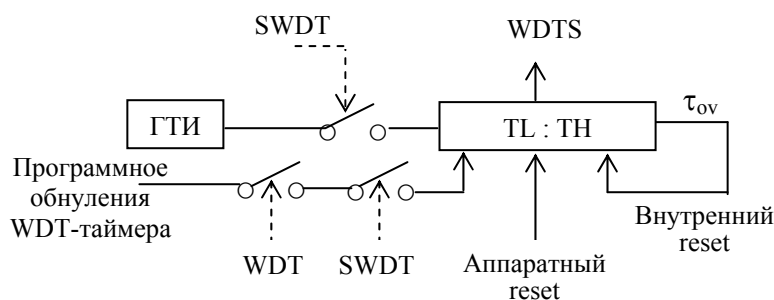 SWDT
WDTS
ГТИ
TL : TH
τov
Программное
обнуления
WDT-таймера
WDT
SWDT
Аппаратный
reset
Внутренний
reset